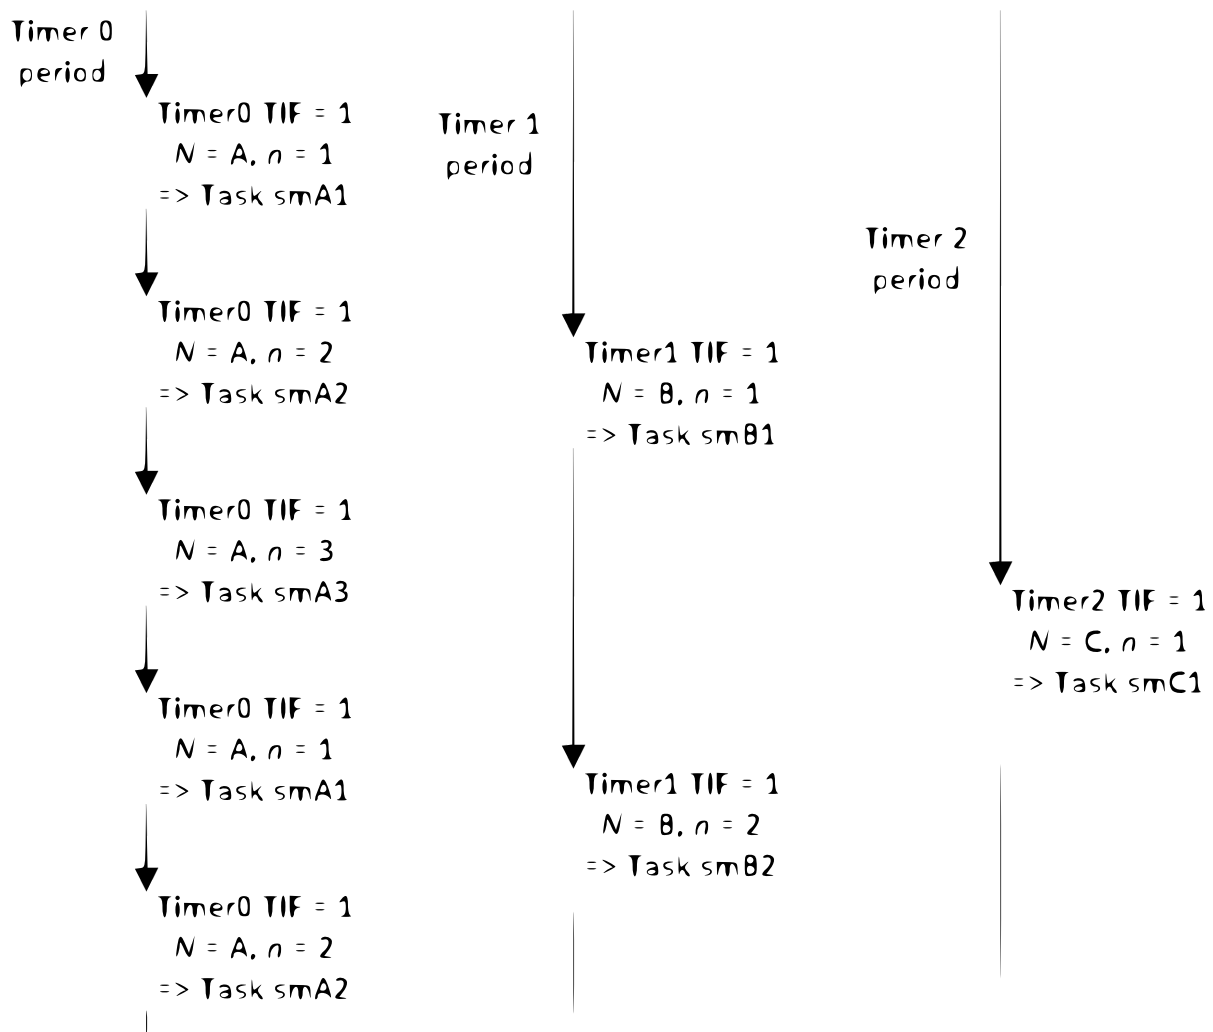 Timer 0
period
Timer0 TIF = 1
N = A, n = 1
=> Task smA1
Timer0 TIF = 1
N = A, n = 2
=> Task smA2
Timer0 TIF = 1
N = A, n = 3
=> Task smA3
Timer0 TIF = 1
N = A, n = 1
=> Task smA1
Timer0 TIF = 1
N = A, n = 2
=> Task smA2
Timer 1
period
Timer1 TIF = 1
N = B, n = 1
=> Task smB1
Timer1 TIF = 1
N = B, n = 2
=> Task smB2
Timer 2
period
Timer2 TIF = 1
N = C, n = 1
=> Task smC1